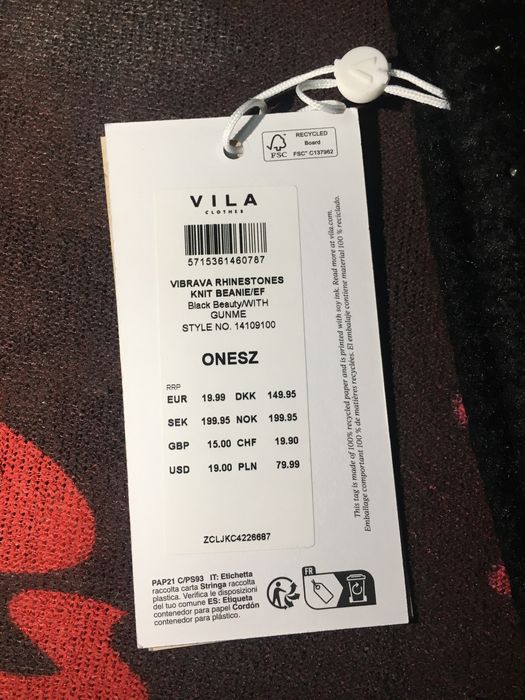 RECYCLED
Board
FSC
FSC® C137962
VILA
CLOTHES
5715361460787
VIBRAVA RHINESTONES
KNIT BEANIE/EF
Black Beauty/WITH
GUNME
STYLE NO. 14109100
ONESZ
RRP
EUR 19.99 DKK 149.95
SEK 199.95 NOK 199.95
GBP 15.00 CHF 19.90
USD 19.00 PLN 79.99
ZCLJKC4226687
This tag is made of 100% recycled paper and is printed with soy ink. Read more at vila.com.
Emballage comportant 100 % de matières recyclées. El embalaje contiene material 100 % reciclado.
PAP21 C/PS93 IT: Etichetta
raccolta carta Stringa raccolta
plastica. Verifica le disposizioni
del tuo comune ES: Etiqueta
contenedor para papel Cordón
contenedor para plástico.
FR